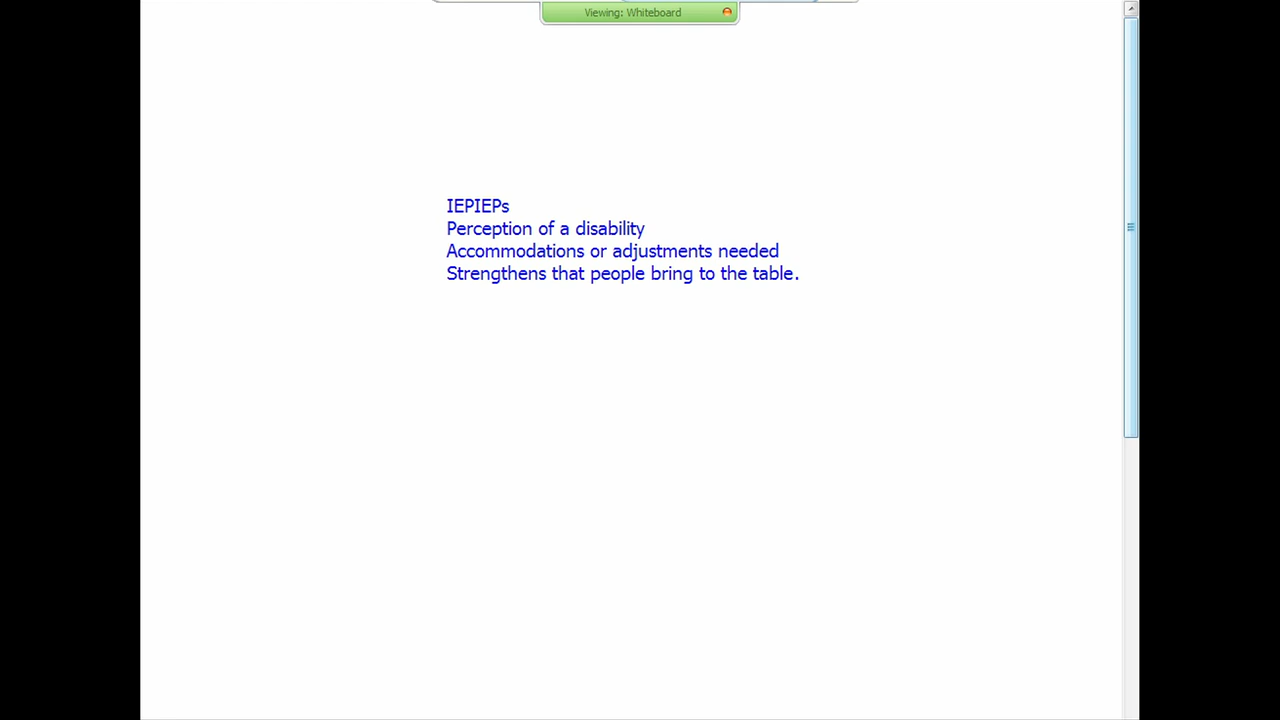 Viewing: Whiteboard
IEPIEPs
Perception of a disability
Accommodations or adjustments needed
Strengthens that people bring to the table.